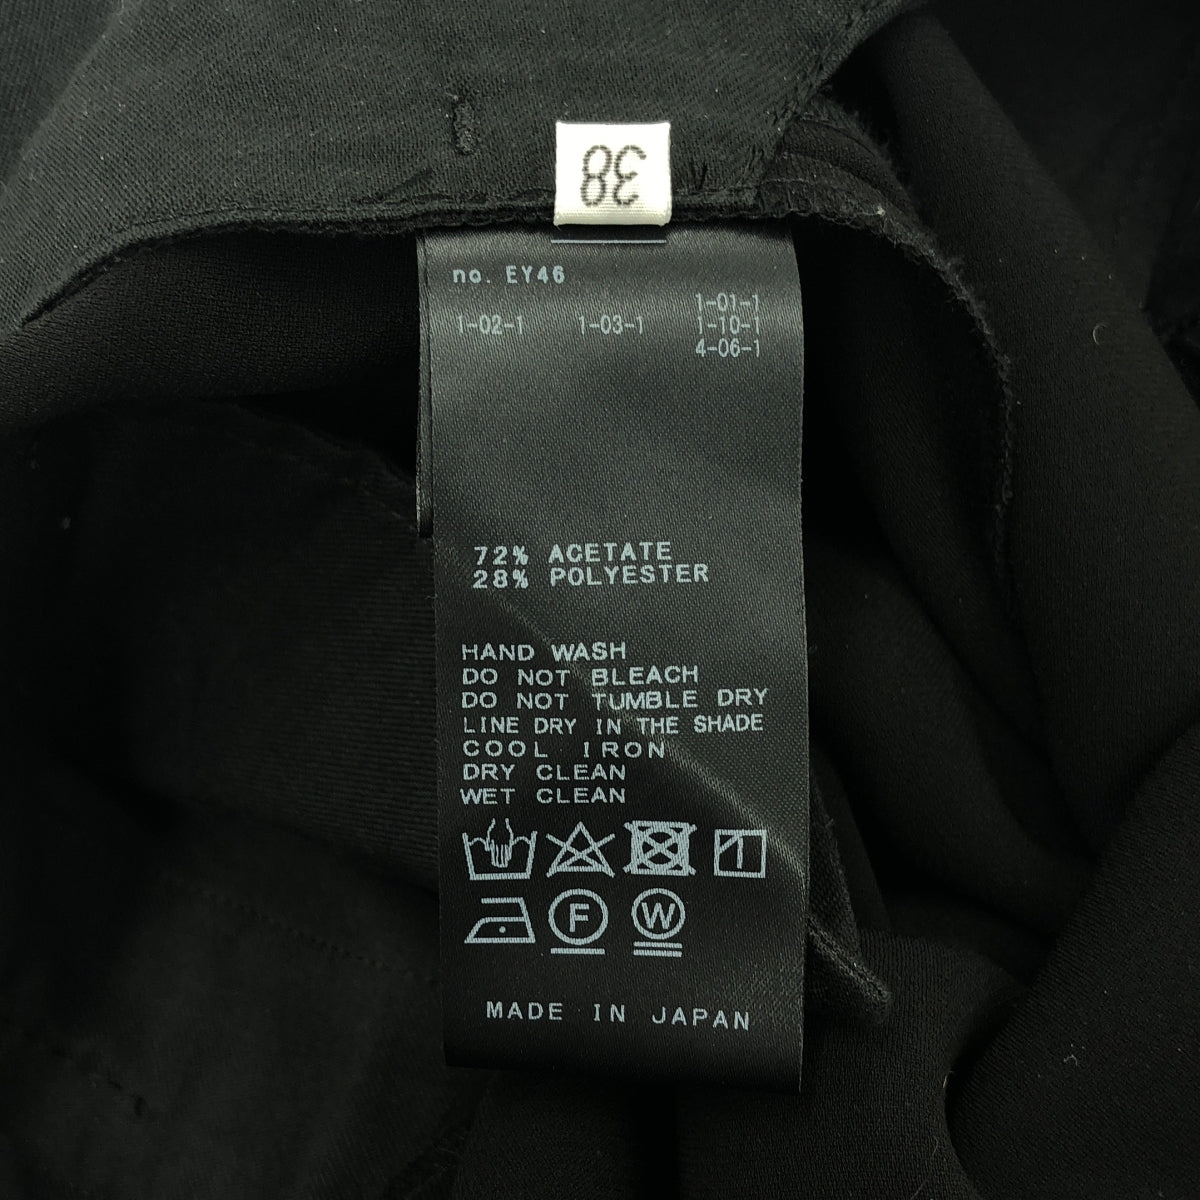 38
no. EY46
1-02-1 1-03-1 1-01-1
1-10-1
4-06-1
72% ACETATE
28% POLYESTER
HAND WASH
DO NOT BLEACH
DO NOT TUMBLE DRY
LINE DRY IN THE SHADE
COOL IRON
DRY CLEAN
WET CLEAN
F W
MADE IN JAPAN